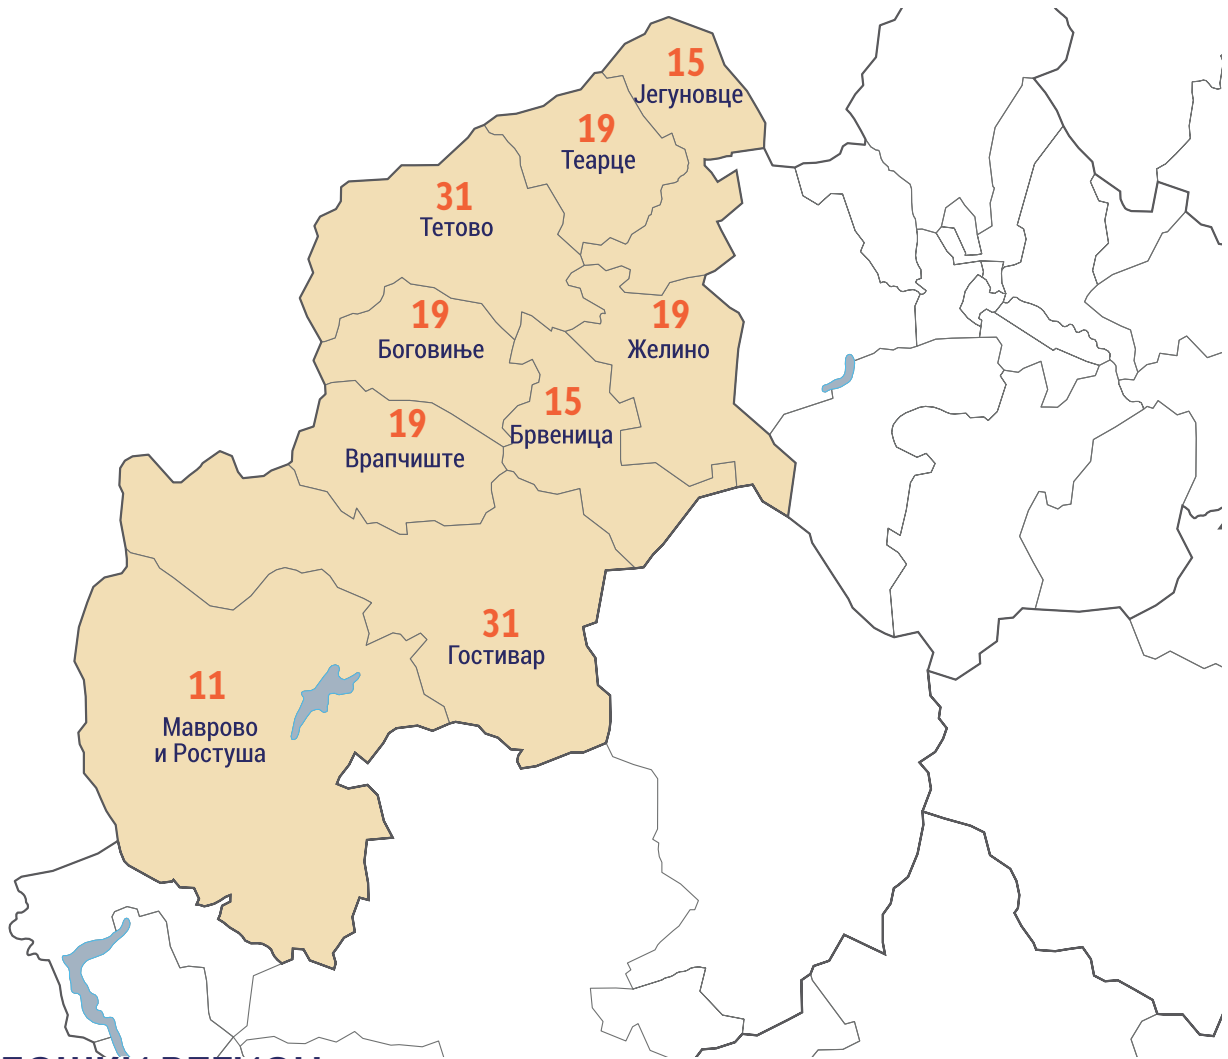 15
Јегуновце
19
Теарце
31
Тетово
19
Боговиње
19
Желино
15
Брвеница
19
Врапчиште
31
Гостивар
11
Маврово
и Ростуша